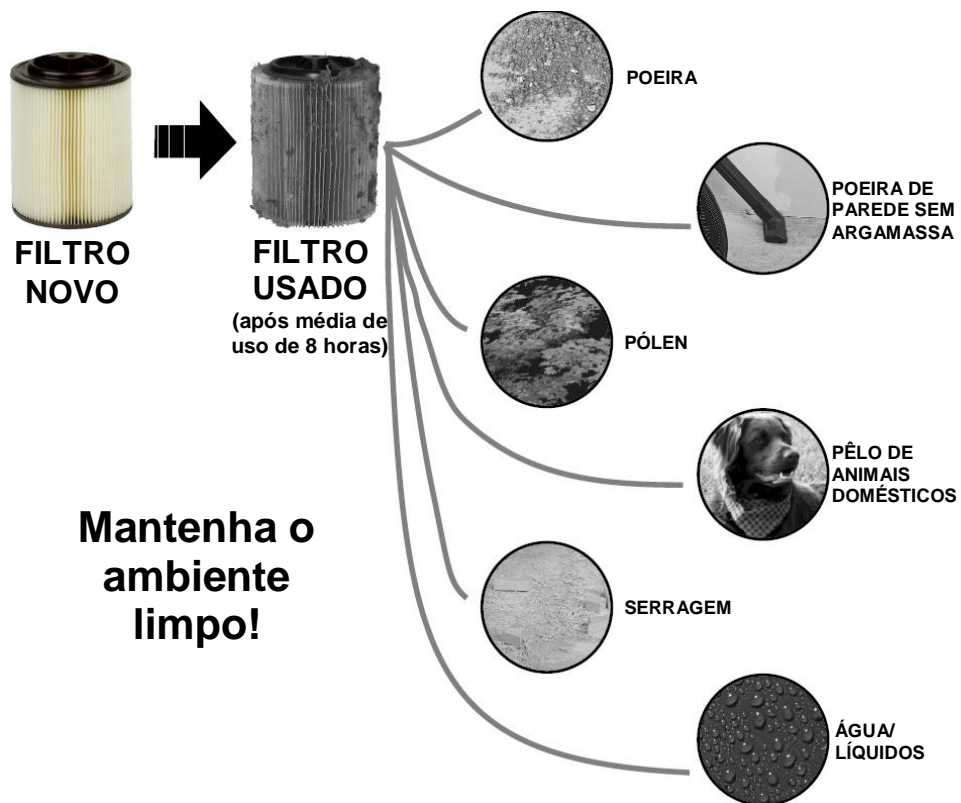 FILTRO
NOVO
FILTRO
USADO
(após média de
uso de 8 horas)
POEIRA
POEIRA DE
PAREDE SEM
ARGAMASSA
PÓLEN
PÊLO DE
ANIMAIS
DOMÉSTICOS
SERRAGEM
ÁGUA/
LÍQUIDOS
Mantenha o
ambiente
limpo!